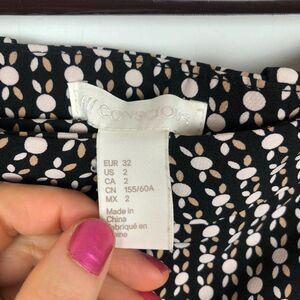 CONSCIOUS
EUR 32
US 2
CA 2
CN 155/60A
MX 2
Made in
China
Fabriqué en
Chine